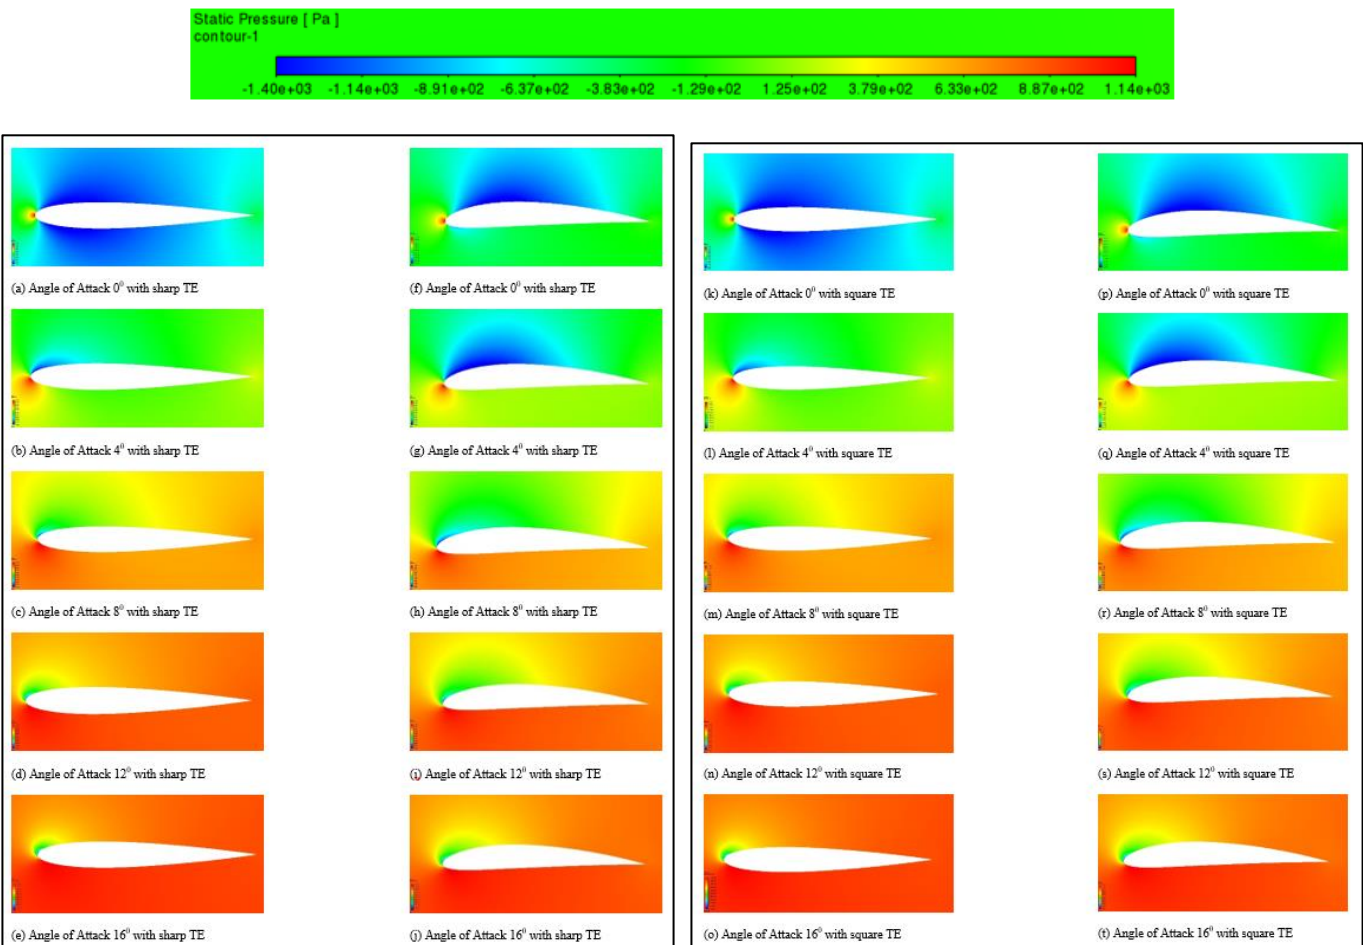 Static Pressure [ Pa ]
contour-1
-1.40e+03 -1.14e+03 -8.91e+02 -6.37e+02 -3.83e+02 -1.29e+02 1.25e+02 3.79e+02 6.33e+02 8.87e+02 1.14e+03
(a) Angle of Attack 0⁰ with sharp TE
(f) Angle of Attack 0⁰ with sharp TE
(b) Angle of Attack 4⁰ with sharp TE
(g) Angle of Attack 4⁰ with sharp TE
(c) Angle of Attack 8⁰ with sharp TE
(h) Angle of Attack 8⁰ with sharp TE
(d) Angle of Attack 12⁰ with sharp TE
(i) Angle of Attack 12⁰ with sharp TE
(e) Angle of Attack 16⁰ with sharp TE
(j) Angle of Attack 16⁰ with sharp TE
(k) Angle of Attack 0⁰ with square TE
(p) Angle of Attack 0⁰ with square TE
(l) Angle of Attack 4⁰ with square TE
(q) Angle of Attack 4⁰ with square TE
(m) Angle of Attack 8⁰ with square TE
(r) Angle of Attack 8⁰ with square TE
(n) Angle of Attack 12⁰ with square TE
(s) Angle of Attack 12⁰ with square TE
(o) Angle of Attack 16⁰ with square TE
(t) Angle of Attack 16⁰ with square TE